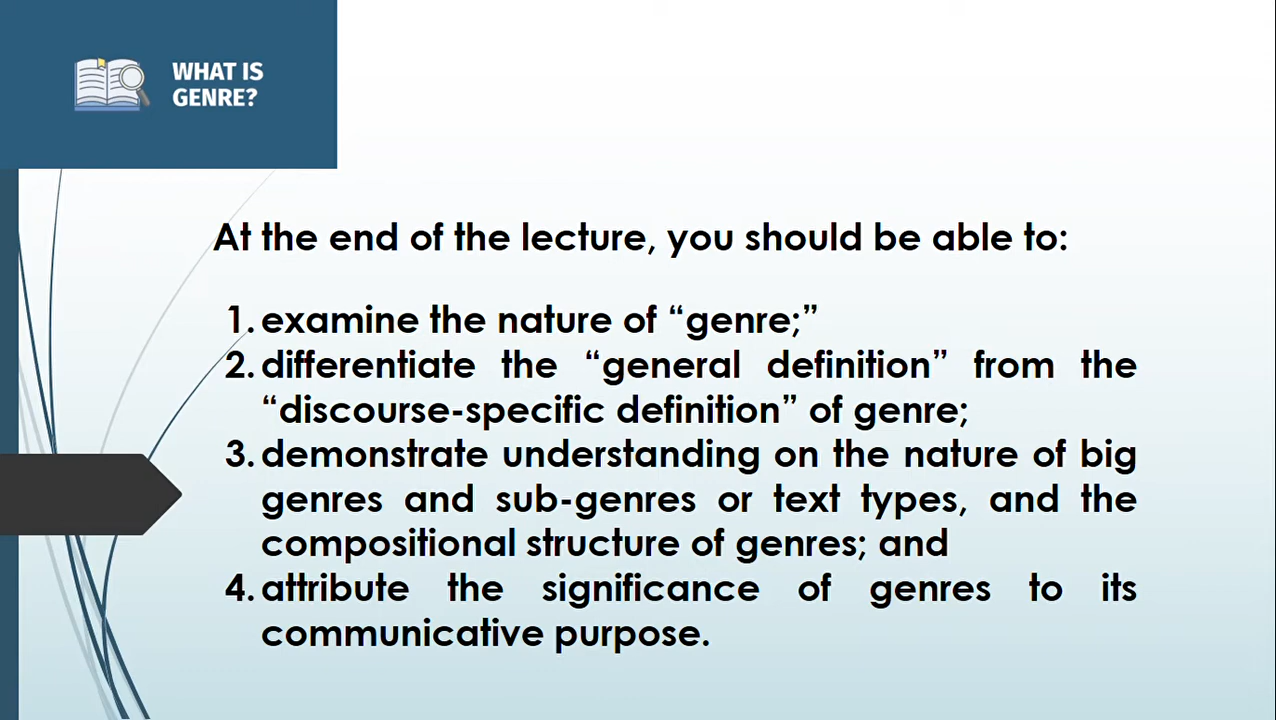 WHAT IS
GENRE?
At the end of the lecture, you should be able to:
1. examine the nature of “genre;”
2. differentiate the “general definition” from the
“discourse-specific definition” of genre;
3. demonstrate understanding on the nature of big
genres and sub-genres or text types, and the
compositional structure of genres; and
4. attribute the significance of genres to its
communicative purpose.